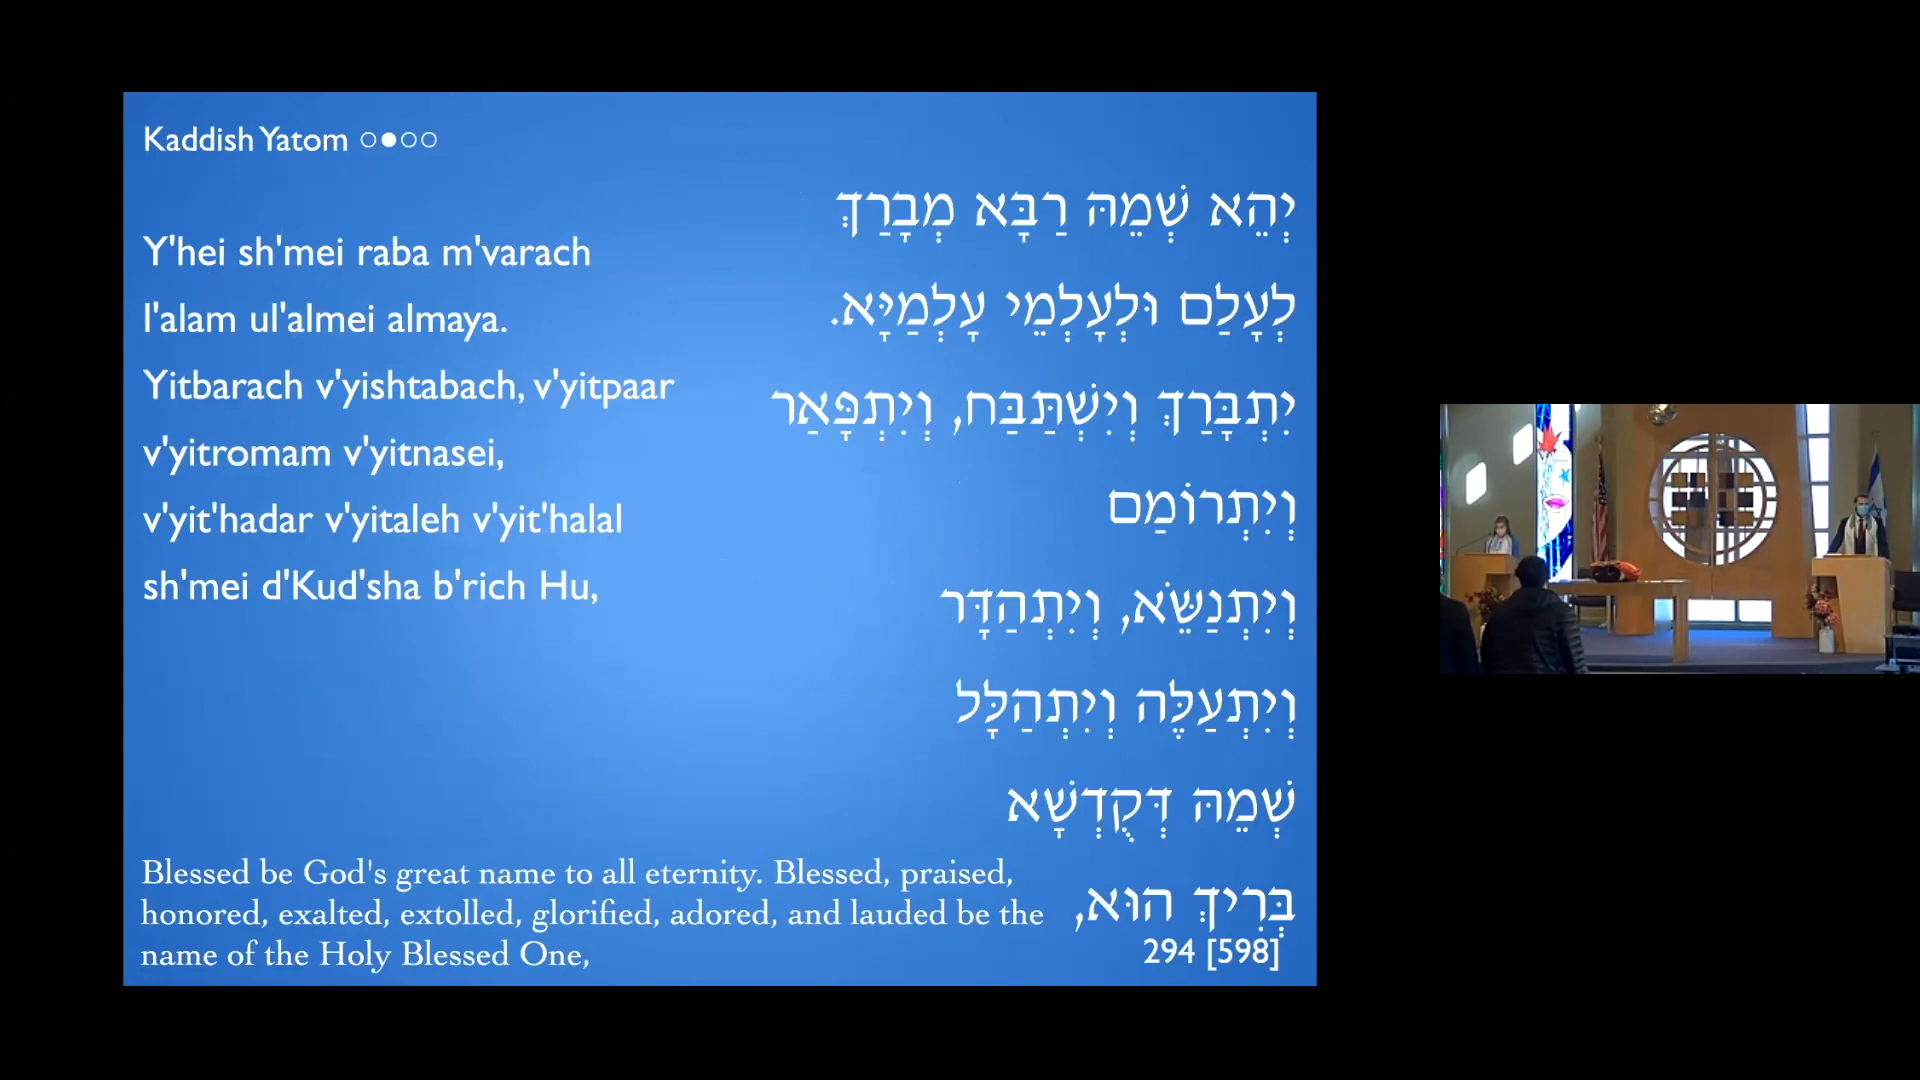 Kaddish Yatom ○●○○
Y'hei sh'mei raba m'varach
l'alam ul'almei almaya.
Yitbarach v'yishtabach, v'yitpaar
v'yitromam v'yitnasei,
v'yit'hadar v'yitaleh v'yit'halal
sh'mei d'Kud'sha b'rich Hu,
יְהֵא שְׁמֵהּ רַבָּא מְבָרַךְ
לְעָלַם וּלְעָלְמֵי עָלְמַיָּא.
יִתְבָּרַךְ וְיִשְׁתַּבַּח, וְיִתְפָּאַר
וְיִתְרוֹמַם
וְיִתְנַשֵּׂא, וְיִתְהַדָּר
וְיִתְעַלֶּה וְיִתְהַלָּל
שְׁמֵהּ דְּקֻדְשָׁא
בְּרִיךְ הוּא,
Blessed be God's great name to all eternity. Blessed, praised,
honored, exalted, extolled, glorified, adored, and lauded be the
name of the Holy Blessed One,
294 [598]